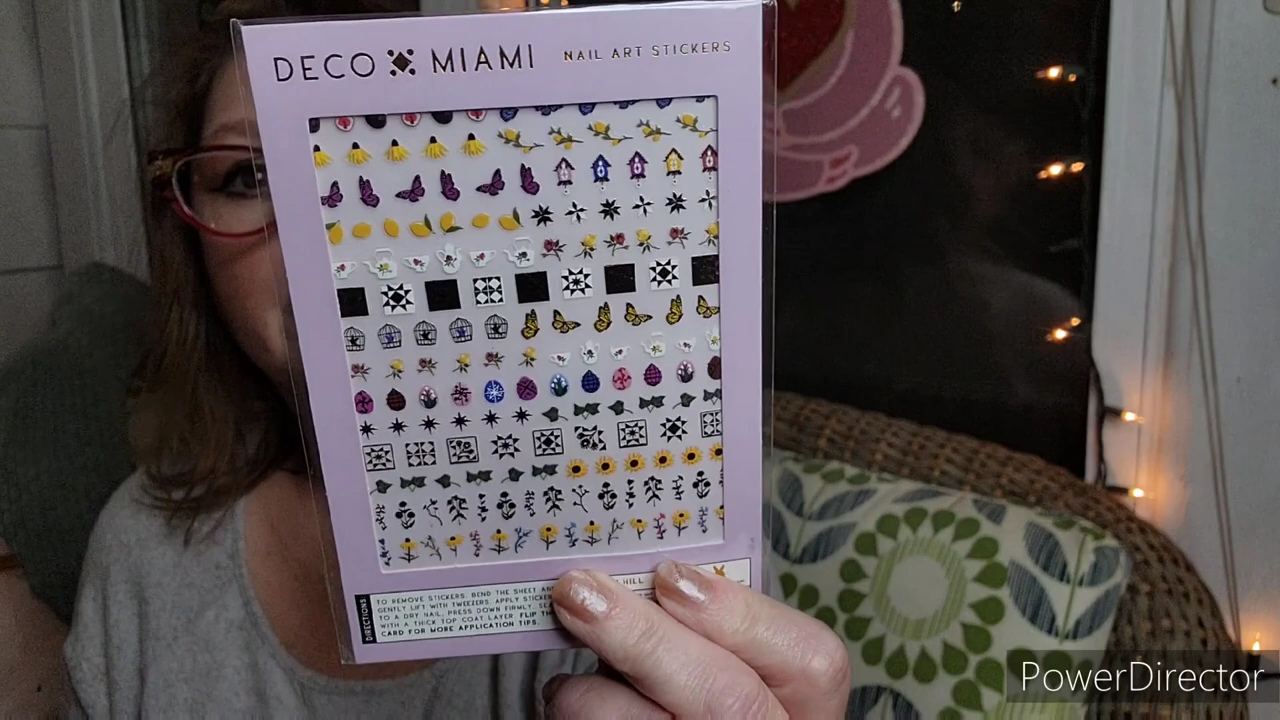 DECO MIAMI NAIL ART STICKERS
HILL
DIRECTIONS
TO REMOVE STICKERS, BEND THE SHEET AND
GENTLY LIFT WITH TWEEZERS. APPLY STICKER
TO A DRY NAIL, PRESS DOWN FIRMLY.
WITH A THICK TOP COAT LAYER. FLIP
CARD FOR MORE APPLICATION TIPS.
PowerDirector